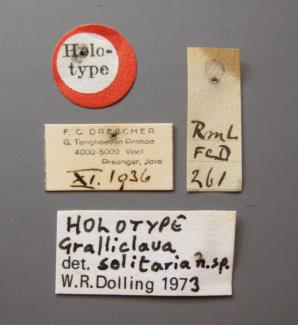 Holo-
type
F. C. DRESCHER
G. Tangkoeban Prahoe
4000-5000 Voet
Preanger, Java
XI. 1936
RmL
FCD
261
HOLOTYPE
Gralliclava
det. solitaria n.sp.
W.R.Dolling 1973